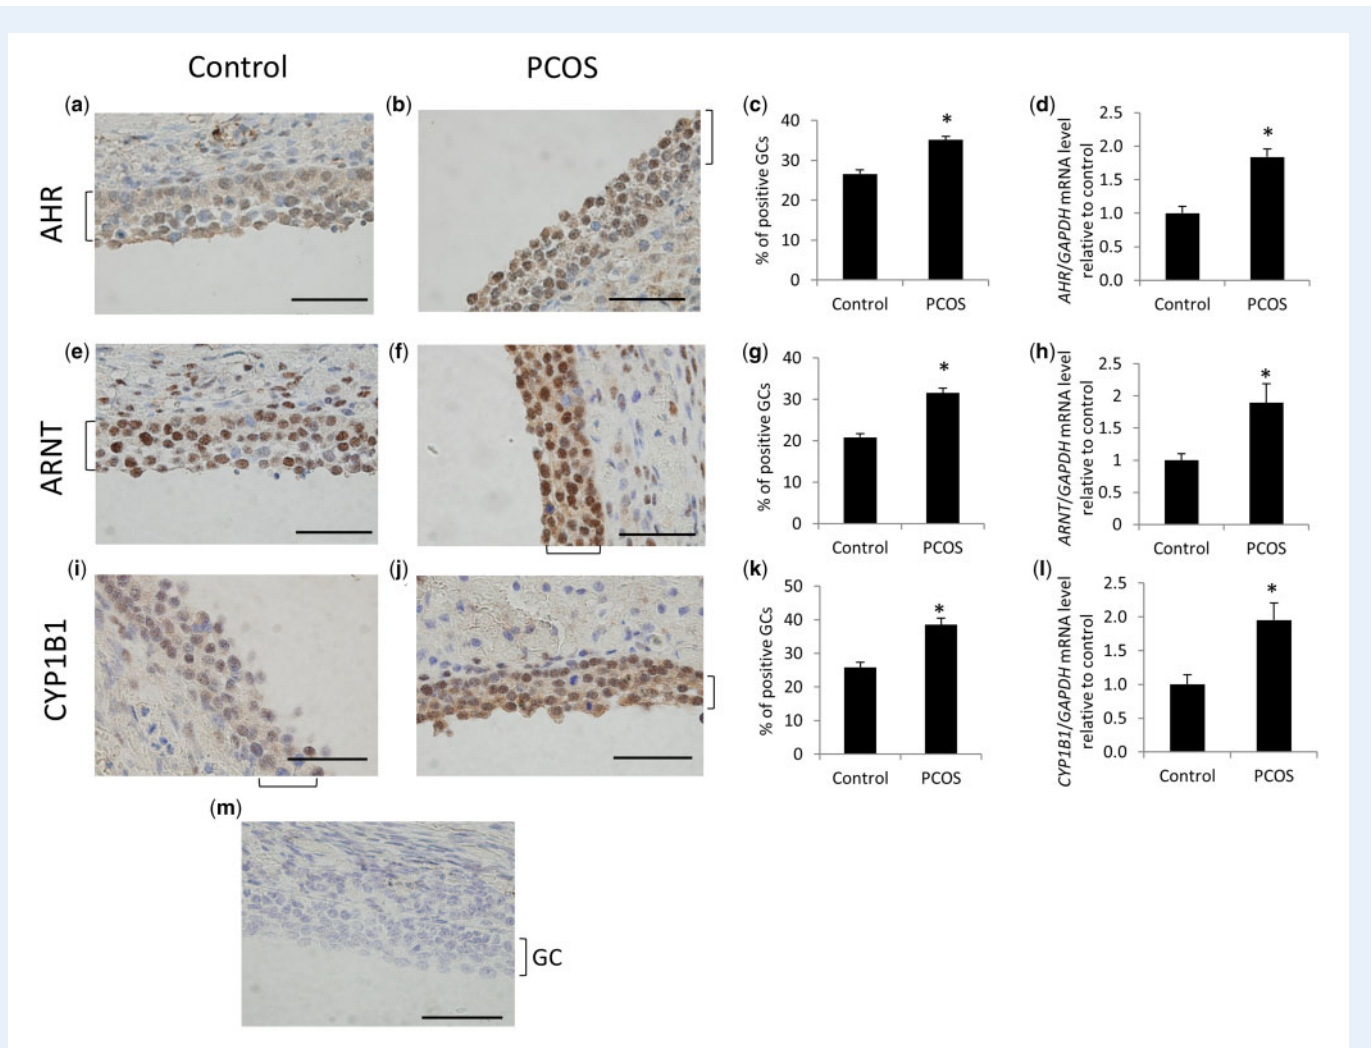 Control PCOS
(a) (b) (c) (d)
AHR
% of positive GCs
40
30
20
10
0
Control PCOS
*
AHR/GAPDH mRNA level
relative to control
2.5
2.0
1.5
1.0
0.5
0.0
Control PCOS
*
(e) (f) (g) (h)
ARNT
% of positive GCs
40
30
20
10
0
Control PCOS
*
ARNT/GAPDH mRNA level
relative to control
2.5
2
1.5
1
0.5
0
Control PCOS
*
(i) (j) (k) (l)
CYP1B1
% of positive GCs
50
40
30
20
10
0
Control PCOS
*
CYP1B1/GAPDH mRNA level
relative to control
2.5
2.0
1.5
1.0
0.5
0.0
Control PCOS
*
(m)
GC